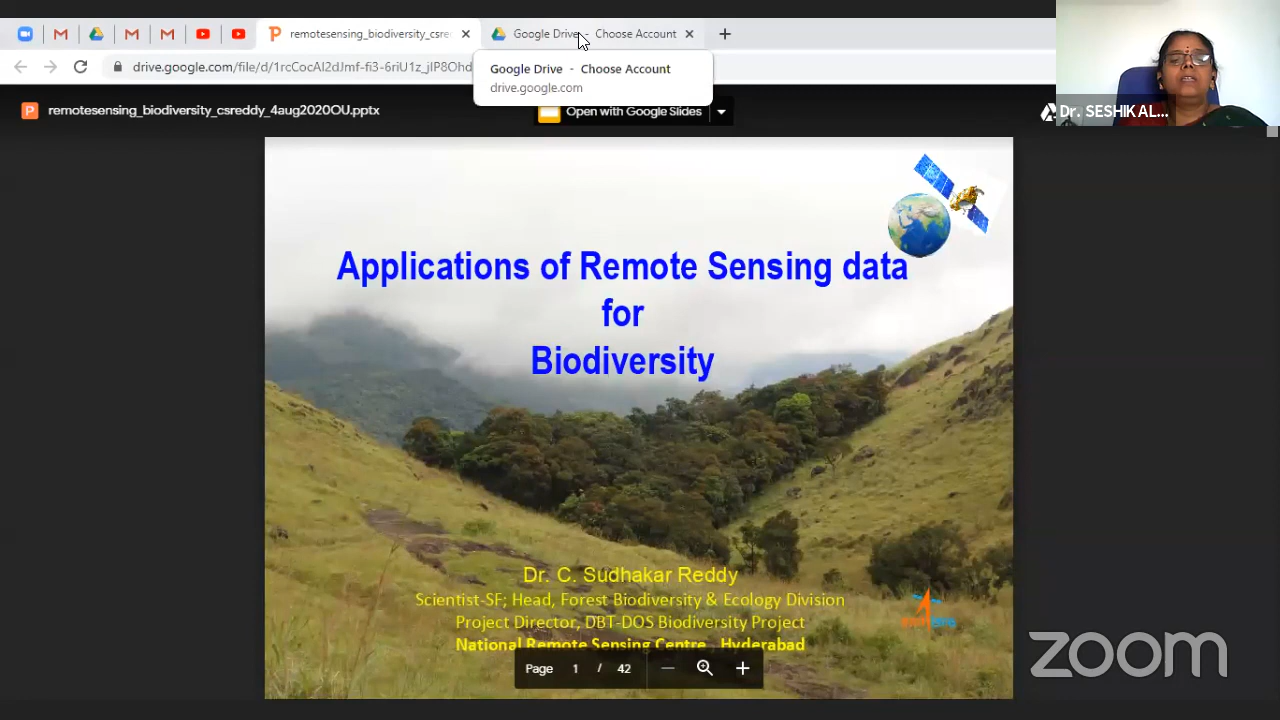 remotesensing_biodiversity_csre
Google Drive - Choose Account
drive.google.com/file/d/1rcCocAI2dJmf-fi3-6riU1z_jIP8Ohd
Google Drive - Choose Account
drive.google.com
remotesensing_biodiversity_csreddy_4aug2020OU.pptx
Open with Google Slides
Dr. SESHIKAL...
Applications of Remote Sensing data
for
Biodiversity
Dr. C. Sudhakar Reddy
Scientist-SF; Head, Forest Biodiversity & Ecology Division
Project Director, DBT-DOS Biodiversity Project
National Remote Sensing Centre, Hyderabad
Page 1 / 42
zoom